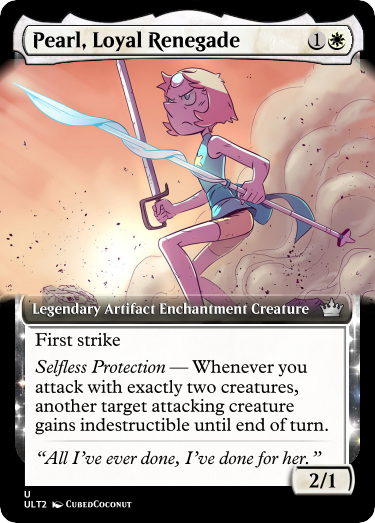 Pearl, Loyal Renegade 1
Legendary Artifact Enchantment Creature
First strike
Selfless Protection — Whenever you
attack with exactly two creatures,
another target attacking creature
gains indestructible until end of turn.
“All I’ve ever done, I’ve done for her.”
2/1
U
ULT2 CubedCoconut